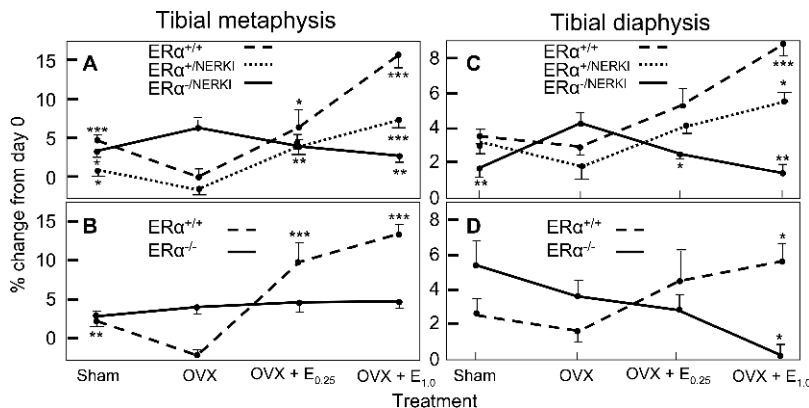 Tibial metaphysis
Tibial diaphysis
A
ERα+/+
ERα+/NERKI
ERα-/NERKI
15
10
5
0
***
*
*
*
**
***
***
**
C
ERα+/+
ERα+/NERKI
ERα-/NERKI
8
6
4
2
0
**
*
***
*
**
B
ERα+/+
ERα-/-
15
10
5
0
**
***
***
D
ERα+/+
ERα-/-
8
6
4
2
0
*
*
% change from day 0
Sham OVX OVX + E0.25 OVX + E1.0
Sham OVX OVX + E0.25 OVX + E1.0
Treatment